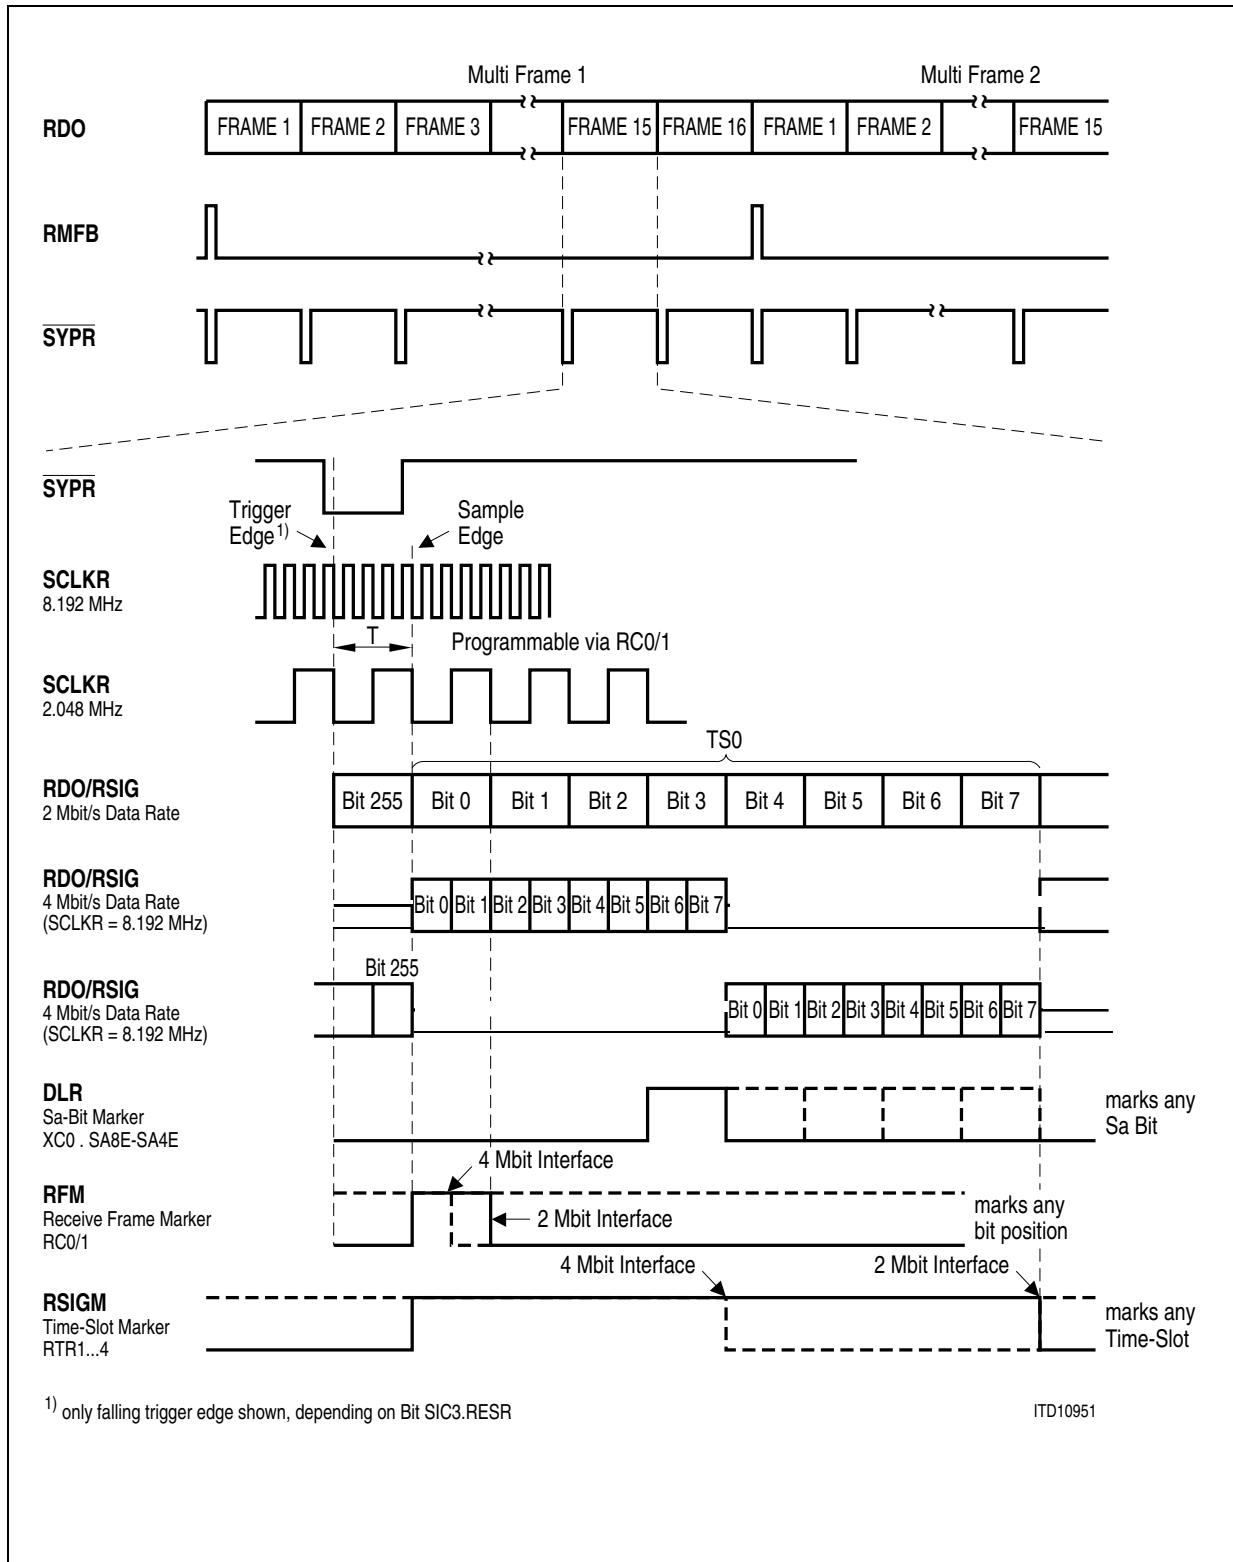 Multi Frame 1 Multi Frame 2
RDO FRAME 1 FRAME 2 FRAME 3 FRAME 15 FRAME 16 FRAME 1 FRAME 2 FRAME 15
RMFB
SYPR
SYPR
Trigger
Edge 1)
Sample
Edge
SCLKR
8.192 MHz
T Programmable via RC0/1
SCLKR
2.048 MHz
TS0
RDO/RSIG
2 Mbit/s Data Rate
Bit 255 Bit 0 Bit 1 Bit 2 Bit 3 Bit 4 Bit 5 Bit 6 Bit 7
RDO/RSIG
4 Mbit/s Data Rate
(SCLKR = 8.192 MHz)
Bit 0 Bit 1 Bit 2 Bit 3 Bit 4 Bit 5 Bit 6 Bit 7
Bit 255
RDO/RSIG
4 Mbit/s Data Rate
(SCLKR = 8.192 MHz)
Bit 0 Bit 1 Bit 2 Bit 3 Bit 4 Bit 5 Bit 6 Bit 7
DLR
Sa-Bit Marker
XC0 . SA8E-SA4E
marks any
Sa Bit
4 Mbit Interface
RFM
Receive Frame Marker
RC0/1
2 Mbit Interface
marks any
bit position
4 Mbit Interface 2 Mbit Interface
RSIGM
Time-Slot Marker
RTR1...4
marks any
Time-Slot
1) only falling trigger edge shown, depending on Bit SIC3.RESR
ITD10951